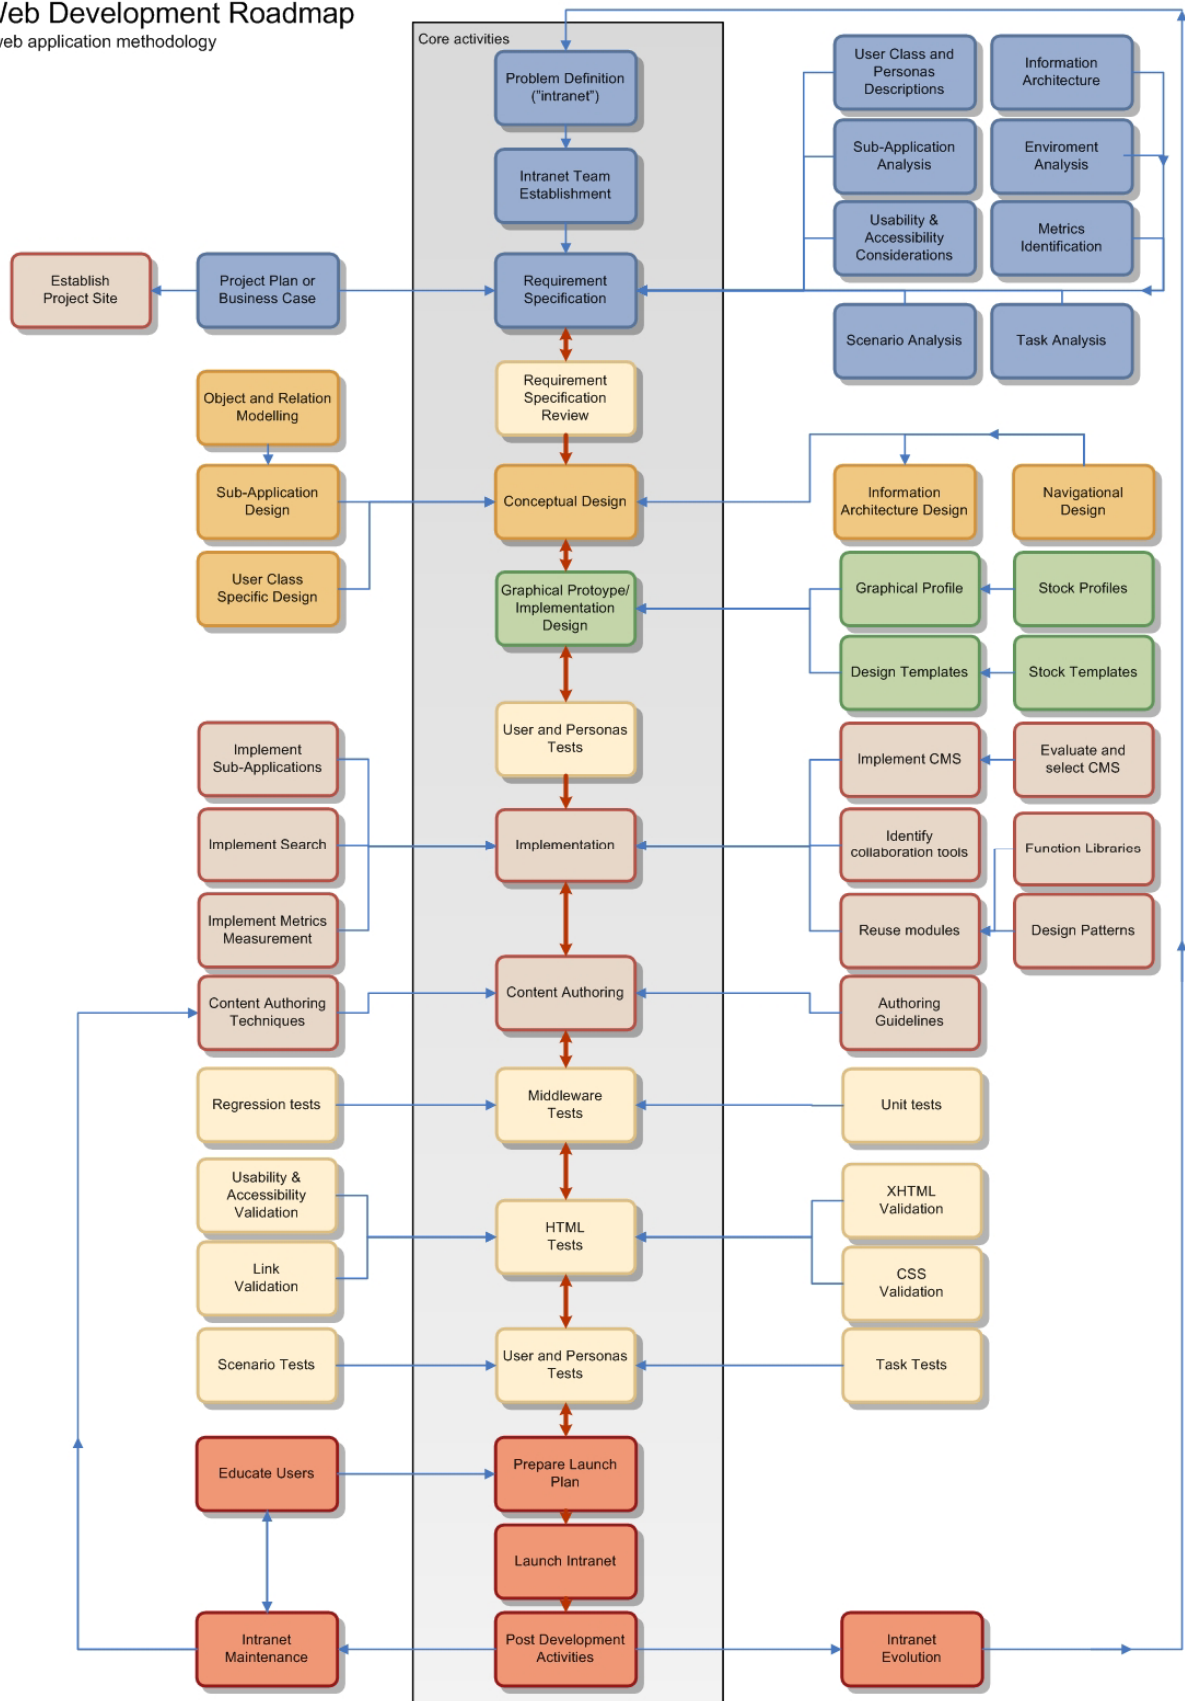 Web Development Roadmap
web application methodology
Core activities
Problem Definition
("intranet")
Intranet Team
Establishment
User Class and
Personas
Descriptions
Information
Architecture
Sub-Application
Analysis
Enviroment
Analysis
Usability &
Accessibility
Considerations
Metrics
Identification
Establish
Project Site
Project Plan or
Business Case
Requirement
Specification
Scenario Analysis
Task Analysis
Requirement
Specification
Review
Object and Relation
Modelling
Sub-Application
Design
Conceptual Design
Information
Architecture Design
Navigational
Design
User Class
Specific Design
Graphical Protoype/
Implementation
Design
Graphical Profile
Stock Profiles
Design Templates
Stock Templates
User and Personas
Tests
Implement
Sub-Applications
Implement CMS
Evaluate and
select CMS
Implement Search
Implementation
Identify
collaboration tools
Function Libraries
Implement Metrics
Measurement
Reuse modules
Design Patterns
Content Authoring
Techniques
Content Authoring
Authoring
Guidelines
Regression tests
Middleware
Tests
Unit tests
Usability &
Accessibility
Validation
XHTML
Validation
HTML
Tests
Link
Validation
CSS
Validation
Scenario Tests
User and Personas
Tests
Task Tests
Educate Users
Prepare Launch
Plan
Launch Intranet
Intranet
Maintenance
Post Development
Activities
Intranet
Evolution